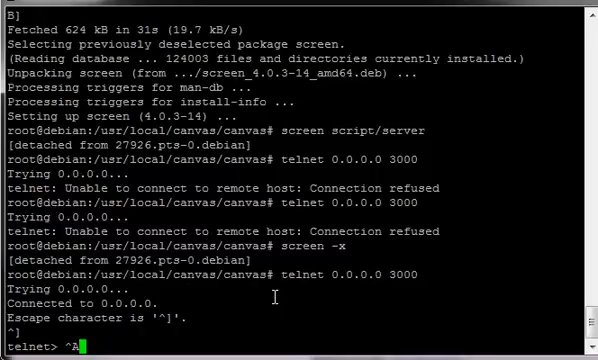 B]
Fetched 624 kB in 31s (19.7 kB/s)
Selecting previously deselected package screen.
(Reading database ... 124003 files and directories currently installed.)
Unpacking screen (from .../screen_4.0.3-14_amd64.deb) ...
Processing triggers for man-db ...
Processing triggers for install-info ...
Setting up screen (4.0.3-14) ...
root@debian:/usr/local/canvas/canvas# screen script/server
[detached from 27926.pts-0.debian]
root@debian:/usr/local/canvas/canvas# telnet 0.0.0.0 3000
Trying 0.0.0.0...
telnet: Unable to connect to remote host: Connection refused
root@debian:/usr/local/canvas/canvas# telnet 0.0.0.0 3000
Trying 0.0.0.0...
telnet: Unable to connect to remote host: Connection refused
root@debian:/usr/local/canvas/canvas# screen -x
[detached from 27926.pts-0.debian]
root@debian:/usr/local/canvas/canvas# telnet 0.0.0.0 3000
Trying 0.0.0.0...
Connected to 0.0.0.0.
Escape character is '^]'.
^]
telnet> ^A